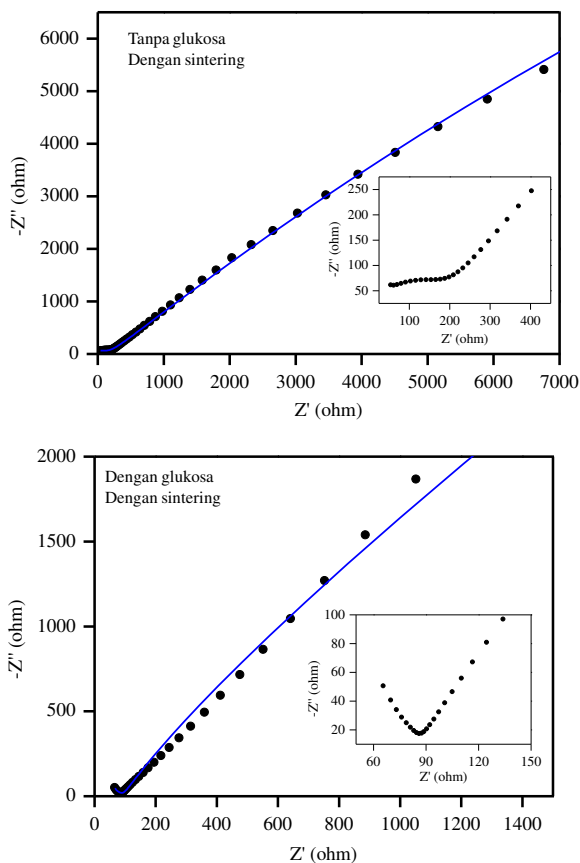 Tanpa glukosa
Dengan sintering
6000
5000
4000
3000
2000
1000
0
-Z" (ohm)
0 1000 2000 3000 4000 5000 6000 7000
Z' (ohm)
250
200
150
100
50
-Z" (ohm)
100 200 300 400
Z' (ohm)
Dengan glukosa
Dengan sintering
2000
1500
1000
500
0
-Z" (ohm)
0 200 400 600 800 1000 1200 1400
Z' (ohm)
100
80
60
40
20
-Z" (ohm)
60 90 120 150
Z' (ohm)